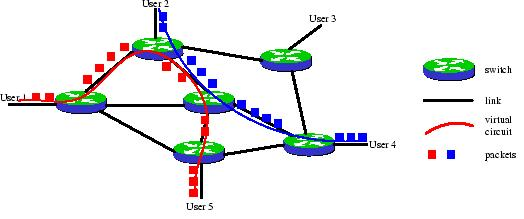 User 2
User 3
User 1
User 4
User 5
switch
link
virtual
circuit
packets